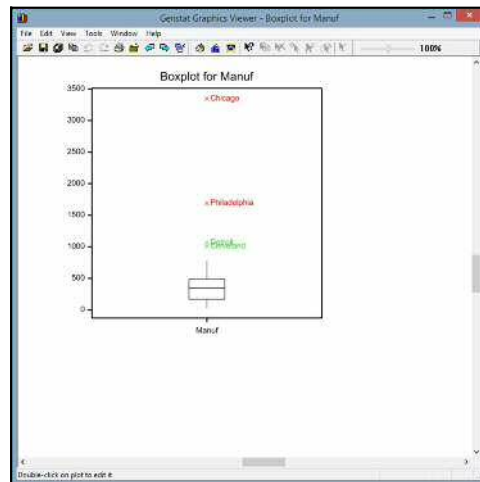 Genstat Graphics Viewer - Boxplot for Manuf
File Edit View Tools Window Help
100%
Boxplot for Manuf
3500
Chicago
3000
2500
2000
Philadelphia
1500
1000
Detroit
Cleveland
500
0
Manuf
Double-click on plot to edit it